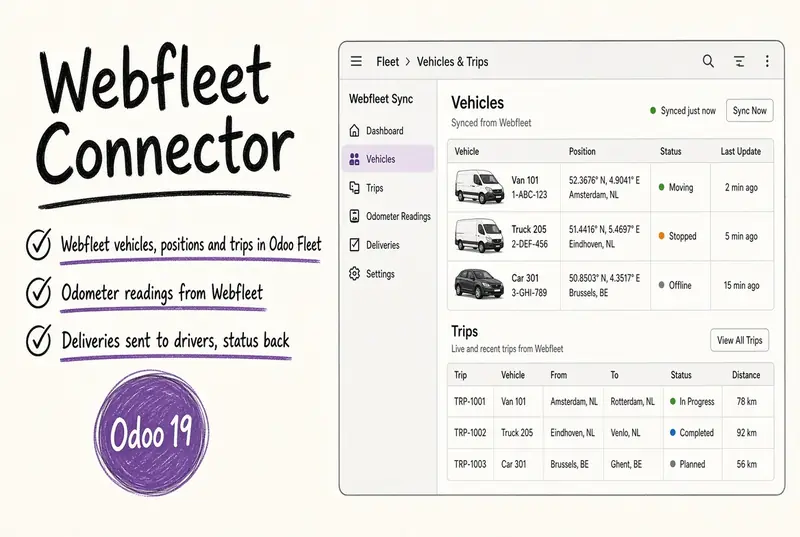 Webfleet
Connector
Webfleet vehicles, positions and trips in Odoo Fleet
Odometer readings from Webfleet
Deliveries sent to drivers, status back
Odoo 19
Fleet > Vehicles & Trips
Webfleet Sync
Dashboard
Vehicles
Trips
Odometer Readings
Deliveries
Settings
Vehicles
Synced from Webfleet
Synced just now
Sync Now
Vehicle Position Status Last Update
Van 101
1-ABC-123
52.3676° N, 4.9041° E
Amsterdam, NL
Moving
2 min ago
Truck 205
2-DEF-456
51.4416° N, 5.4697° E
Eindhoven, NL
Stopped
5 min ago
Car 301
3-GHI-789
50.8503° N, 4.3517° E
Brussels, BE
Offline
15 min ago
Trips
Live and recent trips from Webfleet
View All Trips
Trip Vehicle From To Status Distance
TRP-1001 Van 101 Amsterdam, NL Rotterdam, NL In Progress 78 km
TRP-1002 Truck 205 Eindhoven, NL Venlo, NL Completed 92 km
TRP-1003 Car 301 Brussels, BE Ghent, BE Planned 56 km